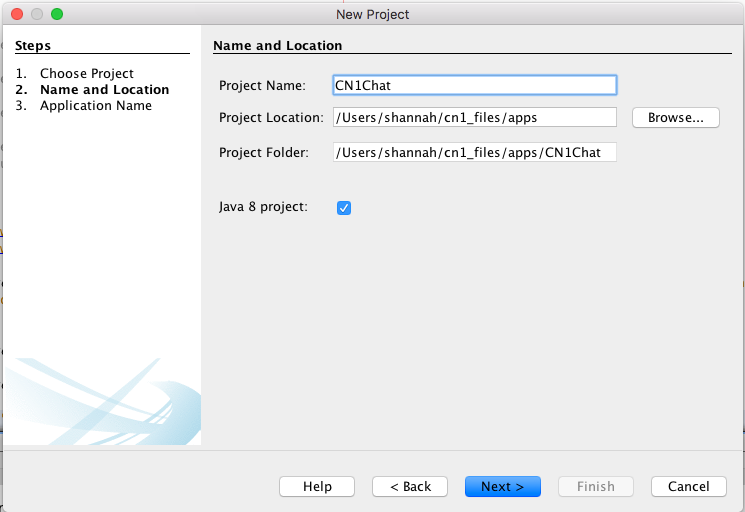 New Project
Steps
1. Choose Project
2. Name and Location
3. Application Name
Name and Location
Project Name: CN1Chat
Project Location: /Users/shannah/cn1_files/apps Browse...
Project Folder: /Users/shannah/cn1_files/apps/CN1Chat
Java 8 project:
Help < Back Next > Finish Cancel